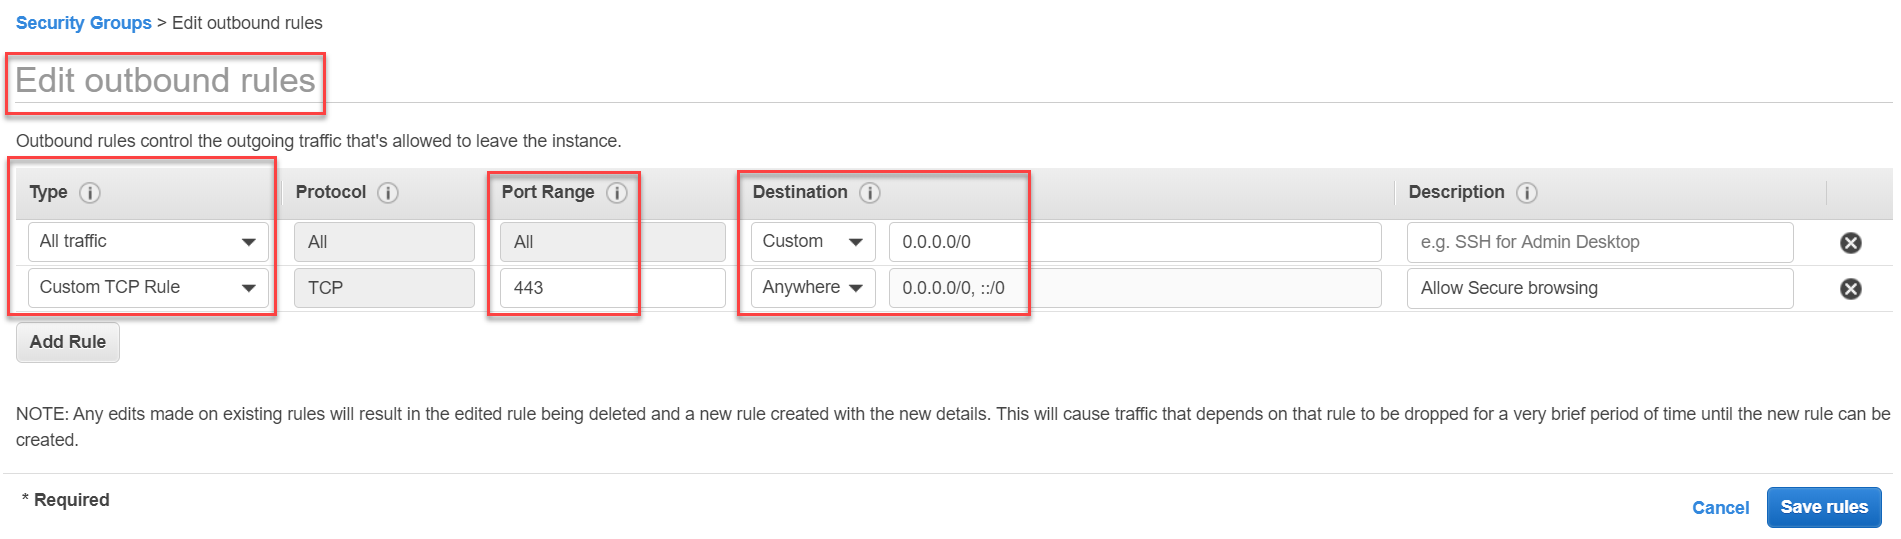 Security Groups > Edit outbound rules
Edit outbound rules
Outbound rules control the outgoing traffic that's allowed to leave the instance.
Type i Protocol i Port Range i Destination i Description i
All traffic All All Custom 0.0.0.0/0 e.g. SSH for Admin Desktop
Custom TCP Rule TCP 443 Anywhere 0.0.0.0/0, ::/0 Allow Secure browsing
Add Rule
NOTE: Any edits made on existing rules will result in the edited rule being deleted and a new rule created with the new details. This will cause traffic that depends on that rule to be dropped for a very brief period of time until the new rule can be
created.
* Required
Cancel Save rules